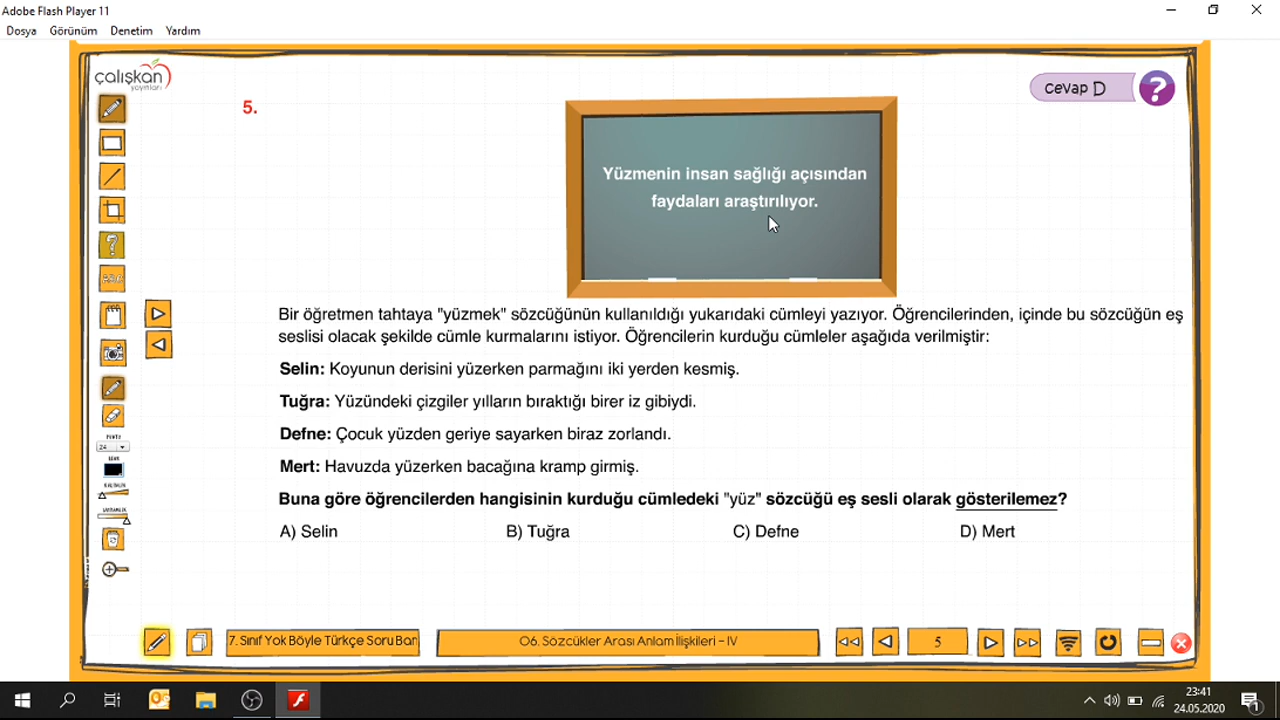 Adobe Flash Player 11
Dosya Görünüm Denetim Yardım
çalışkan
yayınları
cevap D
?
5.
Yüzmenin insan sağlığı açısından
faydaları araştırılıyor.
Bir öğretmen tahtaya "yüzmek" sözcüğünün kullanıldığı yukarıdaki cümleyi yazıyor. Öğrencilerinden, içinde bu sözcüğün eş
seslisi olacak şekilde cümle kurmalarını istiyor. Öğrencilerin kurduğu cümleler aşağıda verilmiştir:
Selin: Koyunun derisini yüzerken parmağını iki yerden kesmiş.
Tuğra: Yüzündeki çizgiler yılların bıraktığı birer iz gibiydi.
Defne: Çocuk yüzden geriye sayarken biraz zorlandı.
Mert: Havuzda yüzerken bacağına kramp girmiş.
Buna göre öğrencilerden hangisinin kurduğu cümledeki "yüz" sözcüğü eş sesli olarak gösterilemez?
A) Selin B) Tuğra C) Defne D) Mert
24
7. Sınıf Yok Böyle Türkçe Soru Ban
06. Sözcükler Arası Anlam İlişkileri - IV
5
23:41
24.05.2020
1